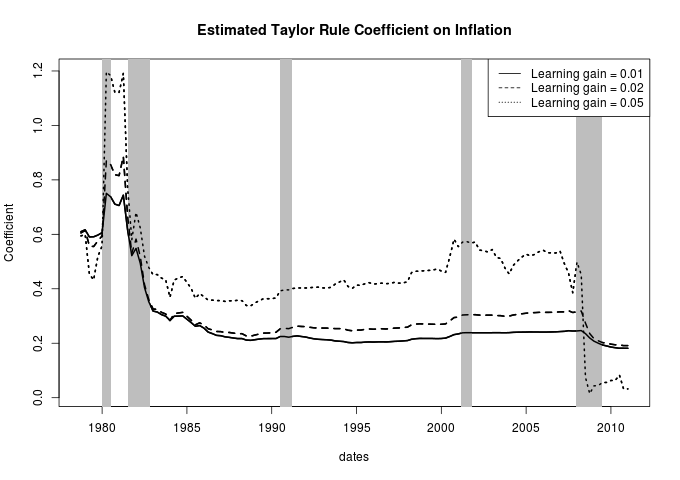 Estimated Taylor Rule Coefficient on Inflation
Learning gain = 0.01
Learning gain = 0.02
Learning gain = 0.05
Coefficient
1.2
1.0
0.8
0.6
0.4
0.2
0.0
1980 1985 1990 1995 2000 2005 2010
dates